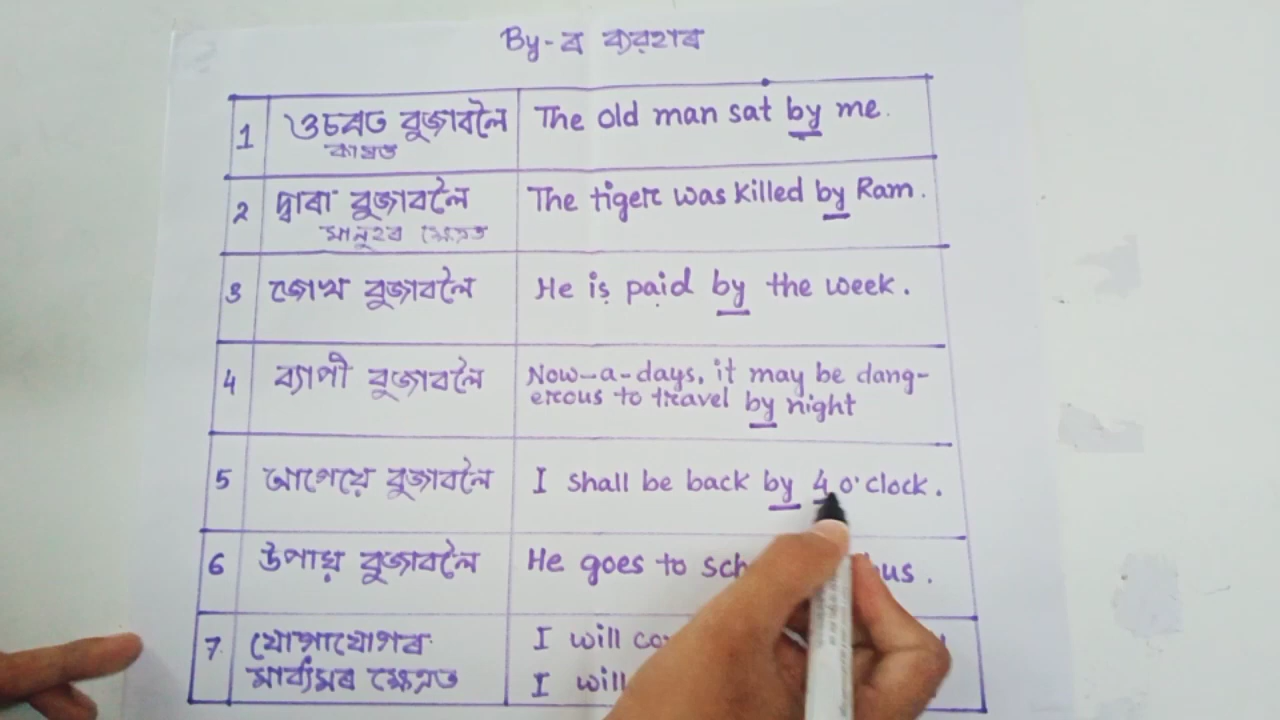 By-ৰ ব্যৱহাৰ
1 ওচৰত বুজাবলৈ The old man sat by me.
কাষত
2 দ্বাৰা বুজাবলৈ The tiger was killed by Ram.
মানুহৰ ক্ষেত্ৰত
3 জোখ বুজাবলৈ He is paid by the week.
4 ব্যাপী বুজাবলৈ Now-a-days, it may be dang-
erous to travel by night
5 আগেয়ে বুজাবলৈ I shall be back by 4 o'clock.
6 উপায় বুজাবলৈ He goes to bus.
7. যোগাযোগৰ I will
মাধ্যমৰ ক্ষেত্ৰত I will